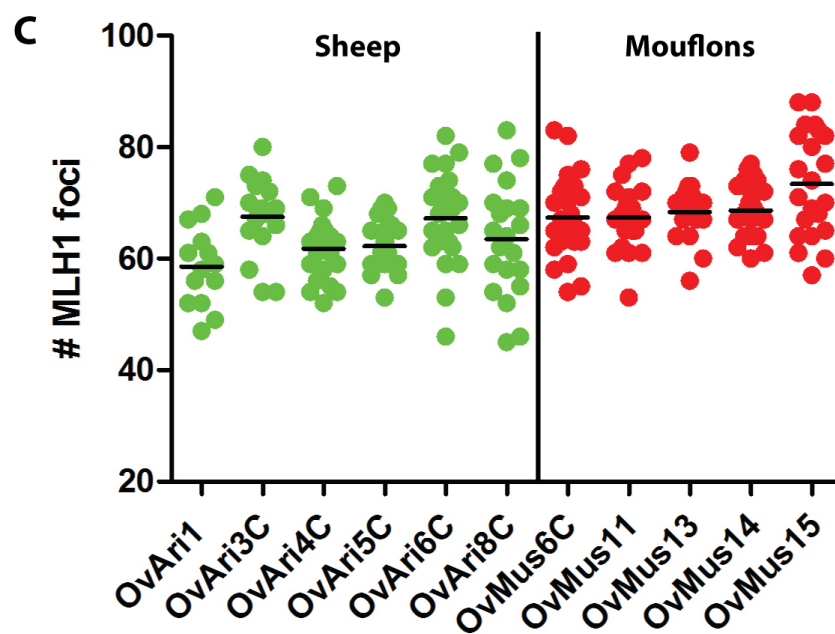 C
Sheep
Mouflons
# MLH1 foci
100
80
60
40
20
OvAri1
OvAri3C
OvAri4C
OvAri5C
OvAri6C
OvAri8C
OvMus6C
OvMus11
OvMus13
OvMus14
OvMus15